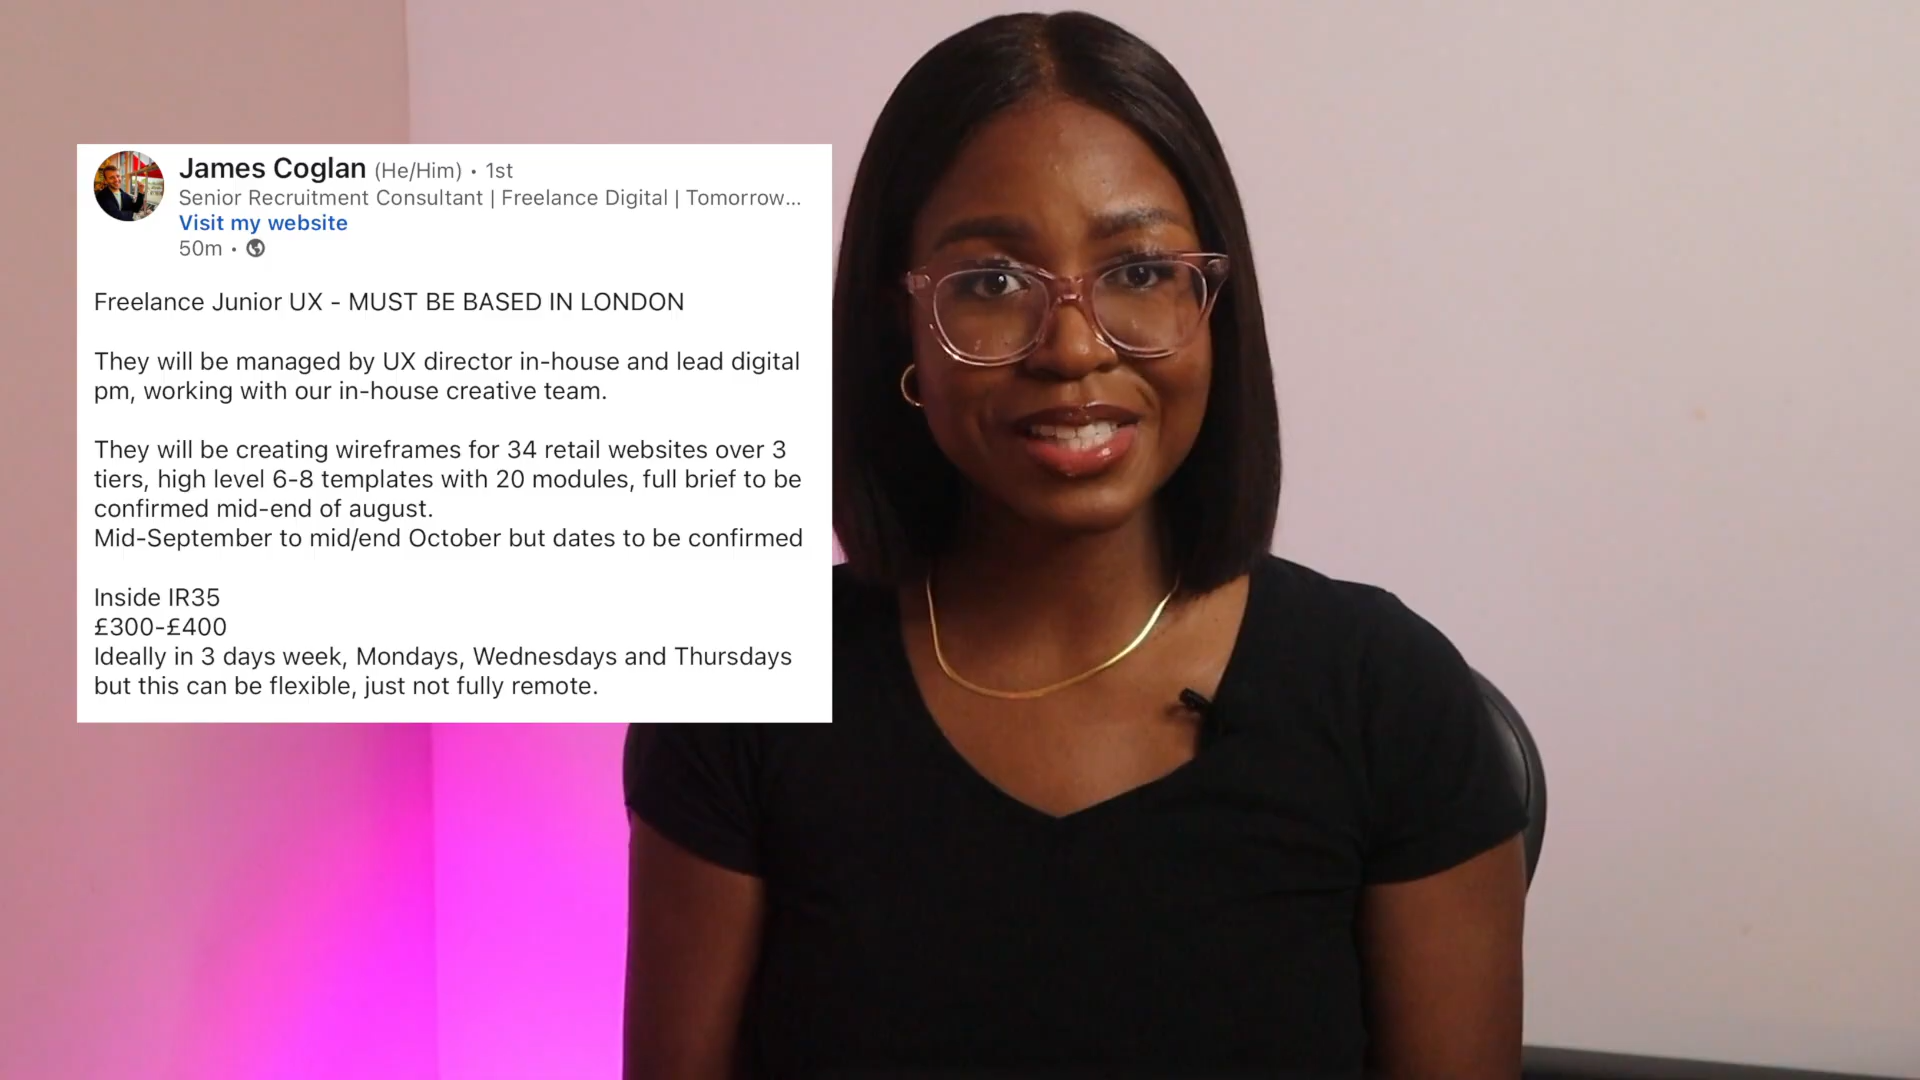 James Coglan (He/Him) • 1st
Senior Recruitment Consultant | Freelance Digital | Tomorrow...
Visit my website
50m •
Freelance Junior UX - MUST BE BASED IN LONDON
They will be managed by UX director in-house and lead digital
pm, working with our in-house creative team.
They will be creating wireframes for 34 retail websites over 3
tiers, high level 6-8 templates with 20 modules, full brief to be
confirmed mid-end of august.
Mid-September to mid/end October but dates to be confirmed
Inside IR35
£300-£400
Ideally in 3 days week, Mondays, Wednesdays and Thursdays
but this can be flexible, just not fully remote.